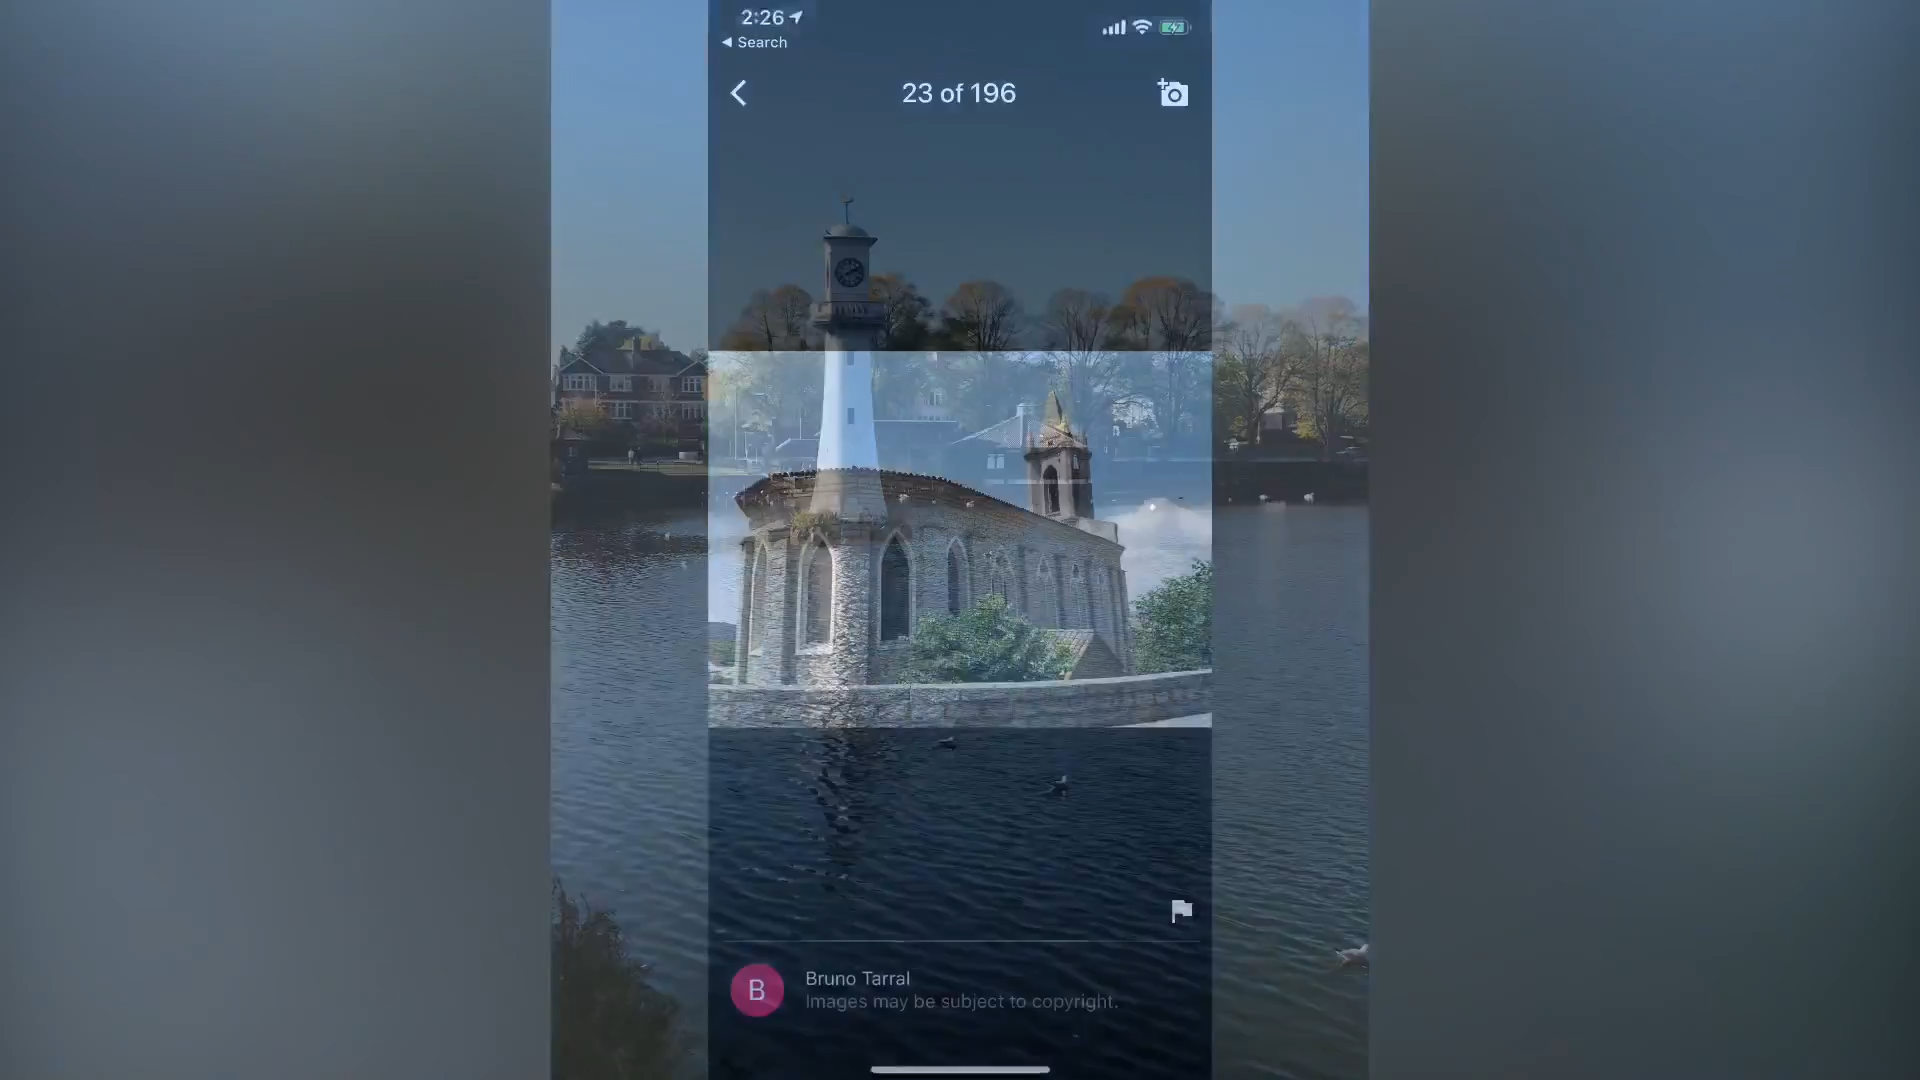 2:26
◀ Search
23 of 196
B
Bruno Tarral
Images may be subject to copyright.